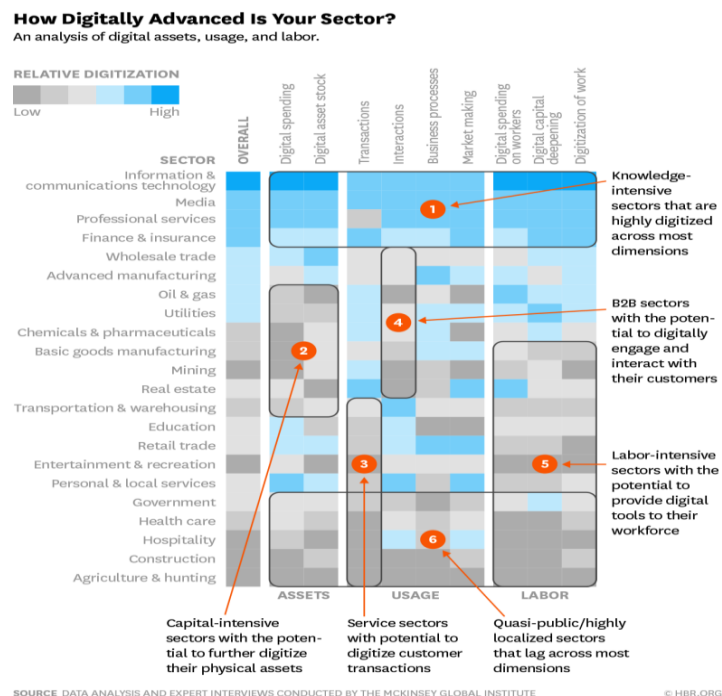 How Digitally Advanced Is Your Sector?
An analysis of digital assets, usage, and labor.
RELATIVE DIGITIZATION
Low
High
SECTOR
OVERALL
Digital spending
Digital asset stock
Transactions
Interactions
Business processes
Market making
Digital spending
on workers
Digital capital
deepening
Digitization of work
Information &
communications technology
Media
Professional services
Finance & insurance
Wholesale trade
Advanced manufacturing
Oil & gas
Utilities
Chemicals & pharmaceuticals
Basic goods manufacturing
Mining
Real estate
Transportation & warehousing
Education
Retail trade
Entertainment & recreation
Personal & local services
Government
Health care
Hospitality
Construction
Agriculture & hunting
1
2
3
4
5
6
Knowledge-
intensive
sectors that are
highly digitized
across most
dimensions
B2B sectors
with the poten-
tial to digitally
engage and
interact with
their customers
Labor-intensive
sectors with the
potential to
provide digital
tools to their
workforce
ASSETS
USAGE
LABOR
Capital-intensive
sectors with the poten-
tial to further digitize
their physical assets
Service sectors
with potential to
digitize customer
transactions
Quasi-public/highly
localized sectors
that lag across most
dimensions
SOURCE DATA ANALYSIS AND EXPERT INTERVIEWS CONDUCTED BY THE MCKINSEY GLOBAL INSTITUTE
© HBR.ORG